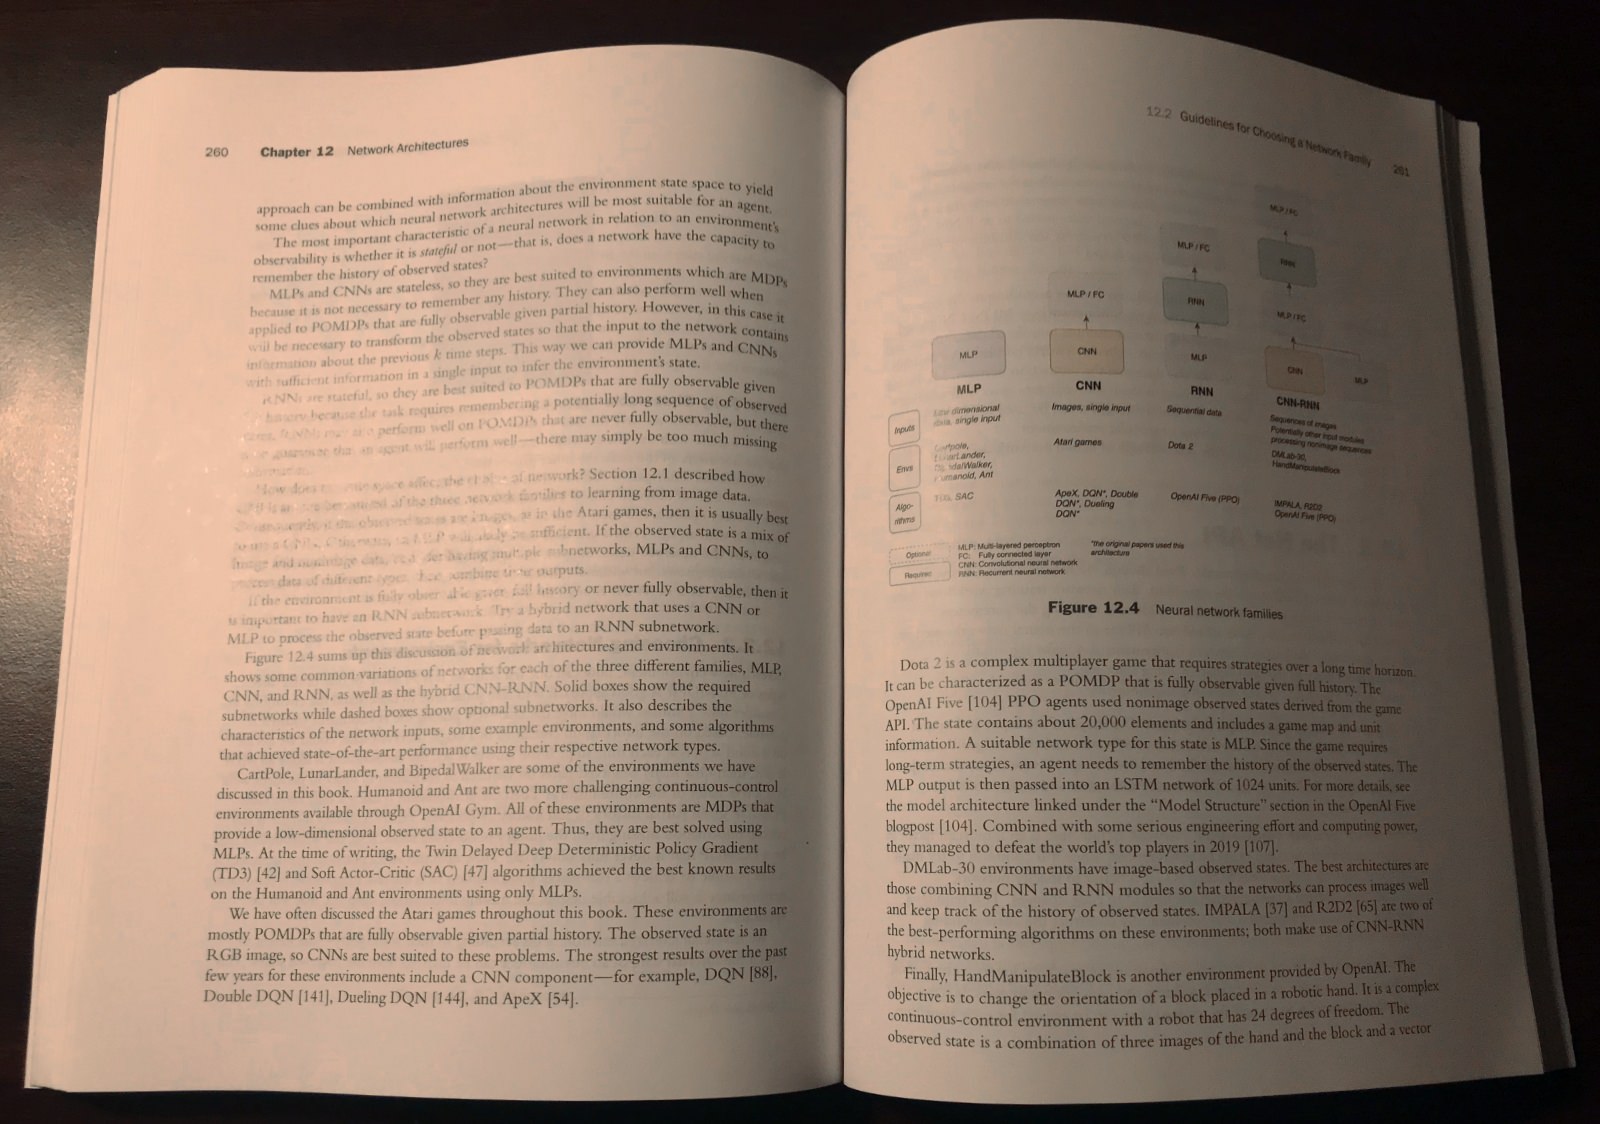 260 Chapter 12 Network Architectures
approach can be combined with information about the environment state space to yield
some clues about which neural network architectures will be most suitable for an agent.
The most important characteristic of a neural network in relation to an environment's
observability is whether it is stateful or not—that is, does a network have the capacity to
remember the history of observed states?
MLPs and CNNs are stateless, so they are best suited to environments which are MDPs
because it is not necessary to remember any history. They can also perform well when
applied to POMDPs that are fully observable given partial history. However, in this case it
will be necessary to transform the observed states so that the input to the network contains
information about the previous k time steps. This way we can provide MLPs and CNNs
with sufficient information in a single input to infer the environment's state.
RNNs are stateful, so they are best suited to POMDPs that are fully observable given
history because the task requires remembering a potentially long sequence of observed
perform well on POMDPs that are never fully observable, but there
that an agent will perform well—there may simply be too much missing
How does space affect the of network? Section 12.1 described how
of the three network families to learning from image data.
if the observed states are images, as in the Atari games, then it is usually best
sufficient. If the observed state is a mix of
image and nonimage data, subnetworks, MLPs and CNNs, to
process data of different types, then combine their outputs.
If the environment is fully observable given full history or never fully observable, then it
is important to have an RNN subnetwork. Try a hybrid network that uses a CNN or
MLP to process the observed state before passing data to an RNN subnetwork.
Figure 12.4 sums up this discussion of network architectures and environments. It
shows some common variations of networks for each of the three different families, MLP,
CNN, and RNN, as well as the hybrid CNN-RNN. Solid boxes show the required
subnetworks while dashed boxes show optional subnetworks. It also describes the
characteristics of the network inputs, some example environments, and some algorithms
that achieved state-of-the-art performance using their respective network types.
CartPole, LunarLander, and BipedalWalker are some of the environments we have
discussed in this book. Humanoid and Ant are two more challenging continuous-control
environments available through OpenAI Gym. All of these environments are MDPs that
provide a low-dimensional observed state to an agent. Thus, they are best solved using
MLPs. At the time of writing, the Twin Delayed Deep Deterministic Policy Gradient
(TD3) [42] and Soft Actor-Critic (SAC) [47] algorithms achieved the best known results
on the Humanoid and Ant environments using only MLPs.
We have often discussed the Atari games throughout this book. These environments are
mostly POMDPs that are fully observable given partial history. The observed state is an
RGB image, so CNNs are best suited to these problems. The strongest results over the past
few years for these environments include a CNN component—for example, DQN [88],
Double DQN [141], Dueling DQN [144], and ApeX [54].
12.2 Guidelines for Choosing a Network Family 261
MLP / FC
MLP / FC
RNN
MLP / FC
RNN
MLP / FC
MLP
CNN
MLP
CNN
MLP
MLP
CNN
RNN
CNN-RNN
Inputs
dimensional
data, single input
Images, single input
Sequential data
Sequences of images
Potentially other input modules
processing nonimage sequences
Envs
Humanoid, Ant
Atari games
Dota 2
DMLab-30,
HandManipulateBlock
Algo-
rithms
SAC
ApeX, DQN*, Double
DQN*, Dueling
DQN*
OpenAI Five (PPO)
IMPALA, R2D2
OpenAI Five (PPO)
Optional
Required
MLP: Multi-layered perceptron
FC: Fully connected layer
CNN: Convolutional neural network
RNN: Recurrent neural network
*the original papers used this
architecture
Figure 12.4 Neural network families
Dota 2 is a complex multiplayer game that requires strategies over a long time horizon.
It can be characterized as a POMDP that is fully observable given full history. The
OpenAI Five [104] PPO agents used nonimage observed states derived from the game
API. The state contains about 20,000 elements and includes a game map and unit
information. A suitable network type for this state is MLP. Since the game requires
long-term strategies, an agent needs to remember the history of the observed states. The
MLP output is then passed into an LSTM network of 1024 units. For more details, see
the model architecture linked under the “Model Structure” section in the OpenAI Five
blogpost [104]. Combined with some serious engineering effort and computing power,
they managed to defeat the world's top players in 2019 [107].
DMLab-30 environments have image-based observed states. The best architectures are
those combining CNN and RNN modules so that the networks can process images well
and keep track of the history of observed states. IMPALA [37] and R2D2 [65] are two of
the best-performing algorithms on these environments; both make use of CNN-RNN
hybrid networks.
Finally, HandManipulateBlock is another environment provided by OpenAI. The
objective is to change the orientation of a block placed in a robotic hand. It is a complex
continuous-control environment with a robot that has 24 degrees of freedom. The
observed state is a combination of three images of the hand and the block and a vector